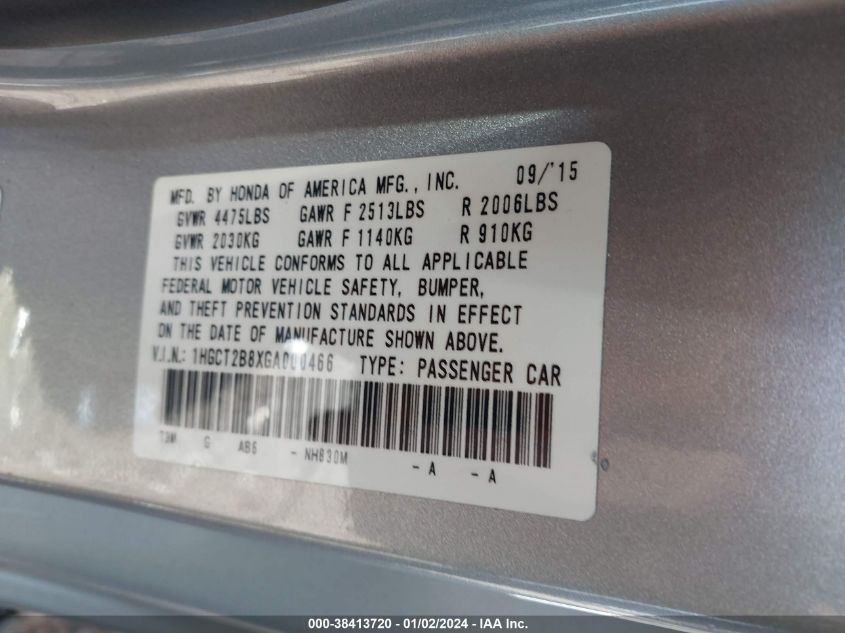 MFD. BY HONDA OF AMERICA MFG., INC. 09/'15
GVWR 4475LBS GAWR F 2513LBS R 2006LBS
GVWR 2030KG GAWR F 1140KG R 910KG
THIS VEHICLE CONFORMS TO ALL APPLICABLE
FEDERAL MOTOR VEHICLE SAFETY, BUMPER,
AND THEFT PREVENTION STANDARDS IN EFFECT
ON THE DATE OF MANUFACTURE SHOWN ABOVE.
V.I.N.: 1HGCT2B8XGA000466 TYPE: PASSENGER CAR
G AB6 - NH830M - A - A
000-38413720 - 01/02/2024 - IAA Inc.